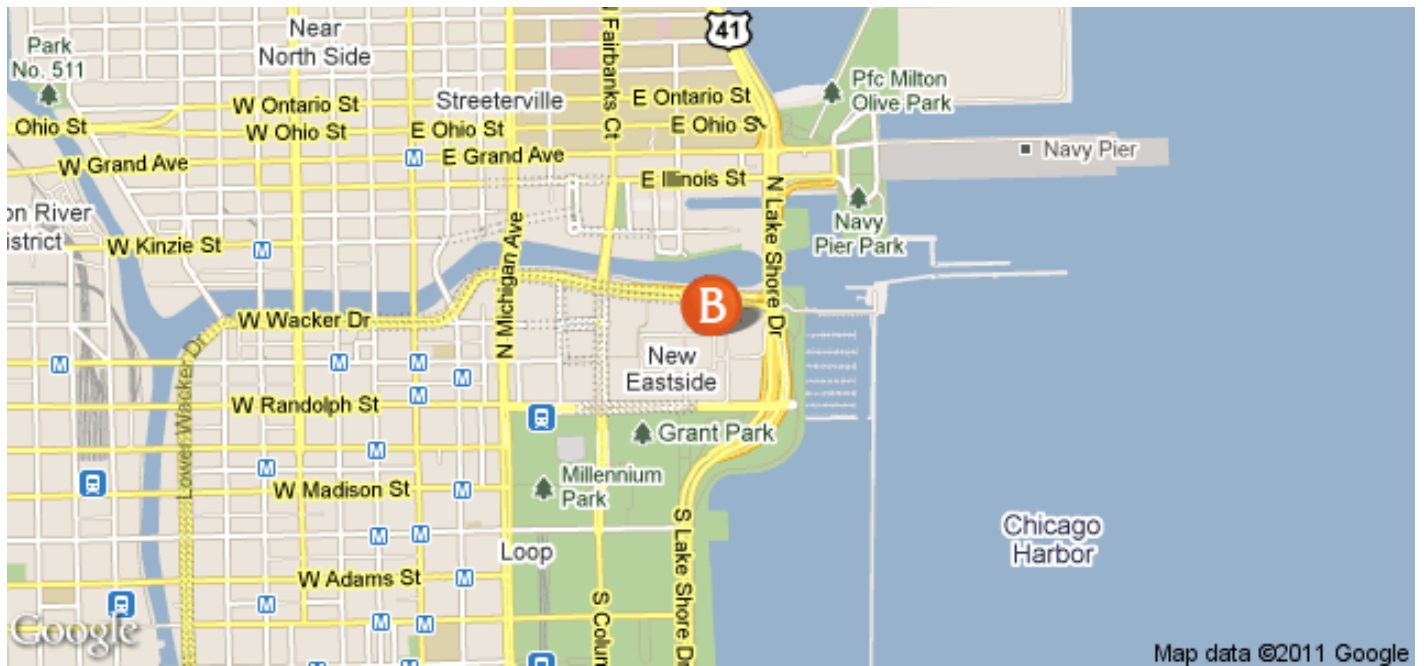 Near
North Side
N Fairbanks Ct
41
Park
No. 511
Pfc Milton
Olive Park
W Ontario St
Streeterville
E Ontario St
Ohio St
W Ohio St
E Ohio St
E Ohio S
W Grand Ave
M
E Grand Ave
Navy Pier
E Illinois St
N Lake Shore Dr
on River
istrict
W Kinzie St
M
N Michigan Ave
Navy
Pier Park
B
W Wacker Dr
Lower Wacker Dr
M
M
M
M
M
New
Eastside
W Randolph St
Grant Park
M
M
Millennium
Park
W Madison St
M
S Lake Shore Dr
M
M
Loop
Chicago
Harbor
W Adams St
M
S Colun
M
M
M
M
Google
Map data ©2011 Google